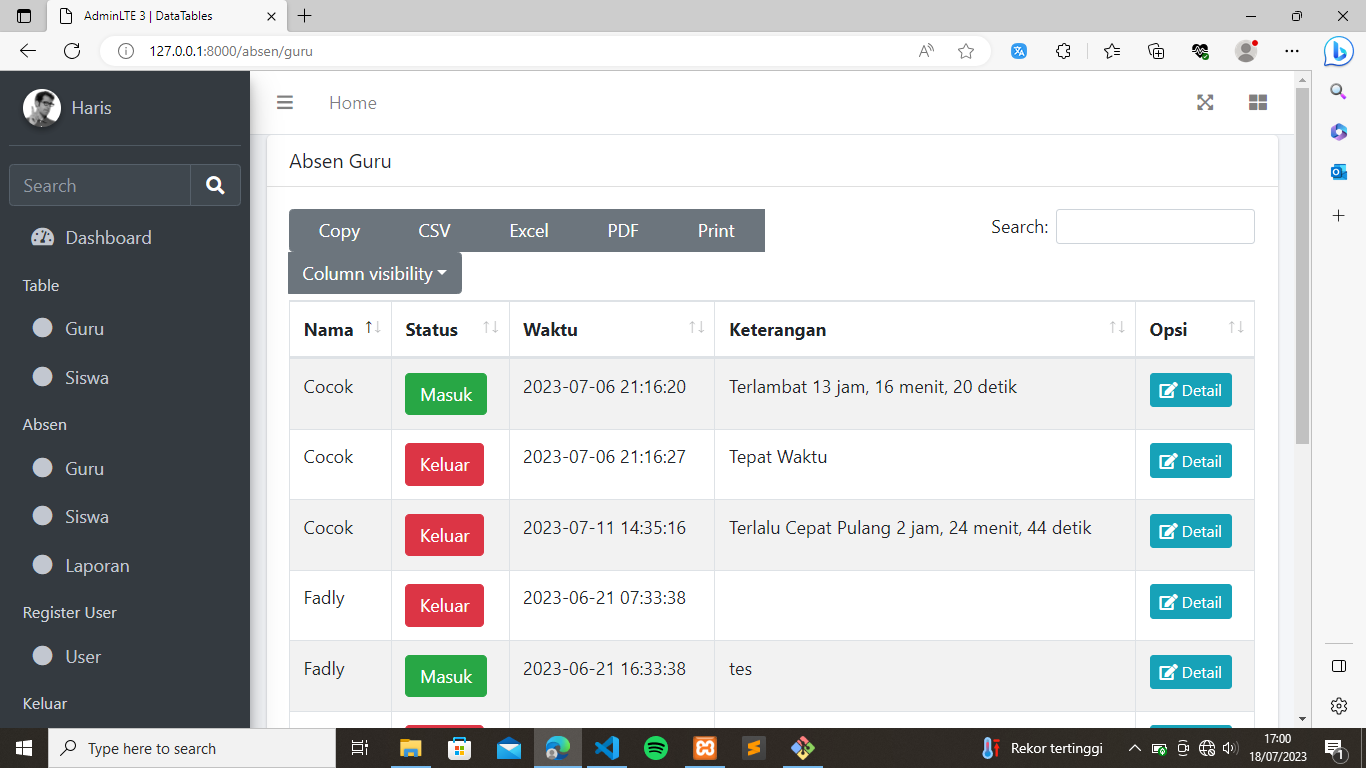 AdminLTE 3 | DataTables
127.0.0.1:8000/absen/guru
Haris
Home
Search
Dashboard
Table
Guru
Siswa
Absen
Guru
Siswa
Laporan
Register User
User
Keluar
Absen Guru
Copy CSV Excel PDF Print
Column visibility
Search:
Nama Status Waktu Keterangan Opsi
Cocok Masuk 2023-07-06 21:16:20 Terlambat 13 jam, 16 menit, 20 detik Detail
Cocok Keluar 2023-07-06 21:16:27 Tepat Waktu Detail
Cocok Keluar 2023-07-11 14:35:16 Terlalu Cepat Pulang 2 jam, 24 menit, 44 detik Detail
Fadly Keluar 2023-06-21 07:33:38 Detail
Fadly Masuk 2023-06-21 16:33:38 tes Detail
Type here to search
Rekor tertinggi
17:00
18/07/2023
1